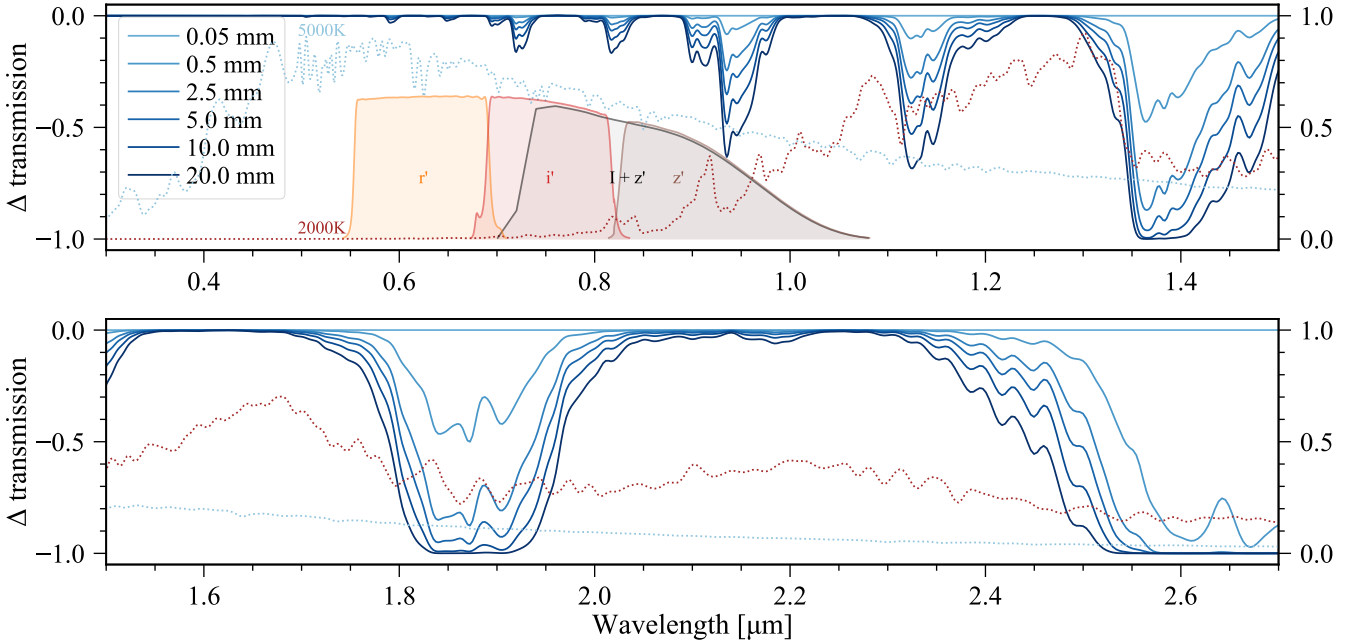 0.0
−0.5
−1.0
Δ transmission
0.05 mm
0.5 mm
2.5 mm
5.0 mm
10.0 mm
20.0 mm
5000K
2000K
r'
i'
I + z'
z'
1.0
0.5
0.0
0.4
0.6
0.8
1.0
1.2
1.4
0.0
−0.5
−1.0
Δ transmission
1.0
0.5
0.0
1.6
1.8
2.0
2.2
2.4
2.6
Wavelength [μm]